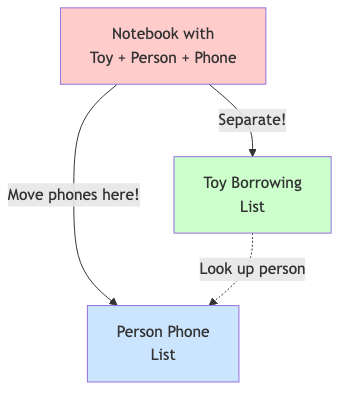 Notebook with
Toy + Person + Phone
Separate!
Toy Borrowing
List
Move phones here!
Look up person
Person Phone
List